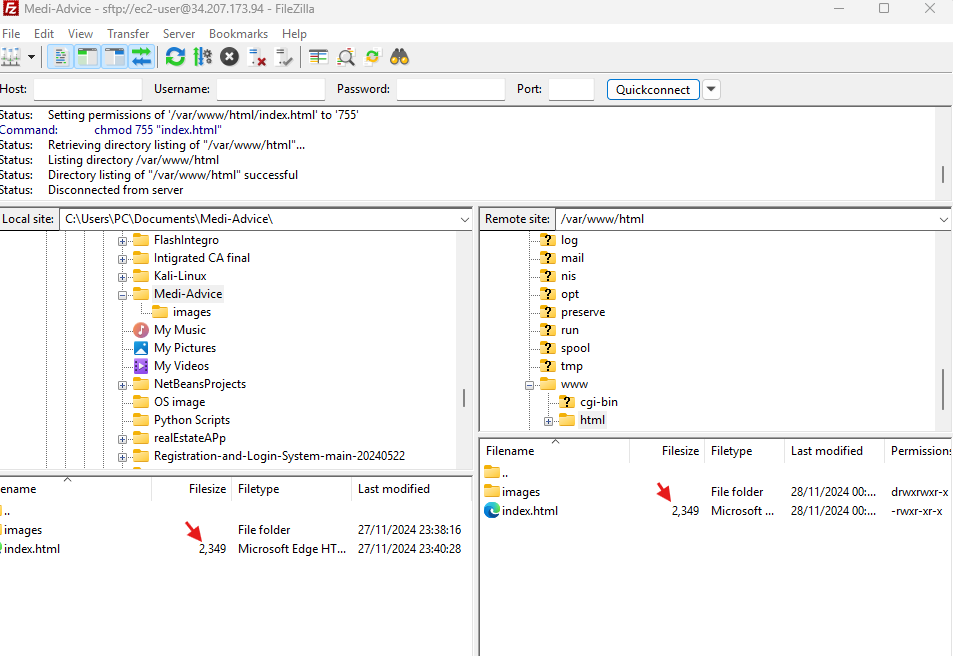 Medi-Advice - sftp://ec2-user@34.207.173.94 - FileZilla
File Edit View Transfer Server Bookmarks Help
Host: Username: Password: Port: Quickconnect
Status: Setting permissions of '/var/www/html/index.html' to '755'
Command: chmod 755 "index.html"
Status: Retrieving directory listing of "/var/www/html"...
Status: Listing directory /var/www/html
Status: Directory listing of "/var/www/html" successful
Status: Disconnected from server
Local site: C:\Users\PC\Documents\Medi-Advice\
FlashIntegro
Intigrated CA final
Kali-Linux
Medi-Advice
images
My Music
My Pictures
My Videos
NetBeansProjects
OS image
Python Scripts
realEstateAPp
Registration-and-Login-System-main-20240522
ename Filesize Filetype Last modified
..
images File folder 27/11/2024 23:38:16
index.html 2,349 Microsoft Edge HT... 27/11/2024 23:40:28
Remote site: /var/www/html
log
mail
nis
opt
preserve
run
spool
tmp
www
cgi-bin
html
Filename Filesize Filetype Last modified Permissions
..
images File folder 28/11/2024 00:... drwxrwxr-x
index.html 2,349 Microsoft ... 28/11/2024 00:... -rwxr-xr-x